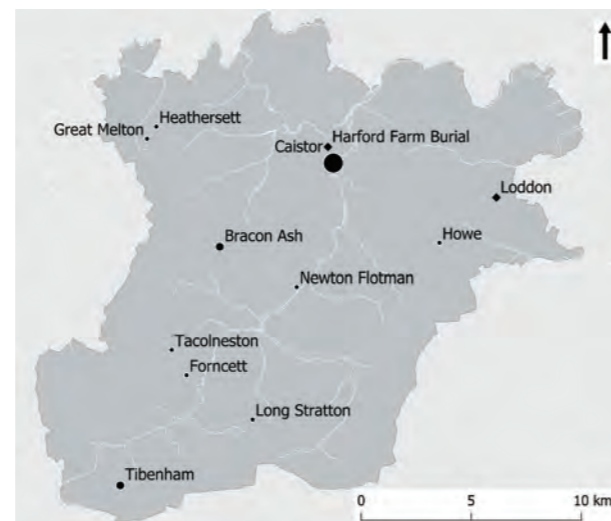 Heathersett
Great Melton
Harford Farm Burial
Caistor
Loddon
Howe
Bracon Ash
Newton Flotman
Tacolneston
Forncett
Long Stratton
Tibenham
0 5 10 km